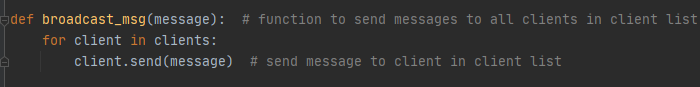 def broadcast_msg(message):  # function to send messages to all clients in client list
    for client in clients:
        client.send(message)  # send message to client in client list